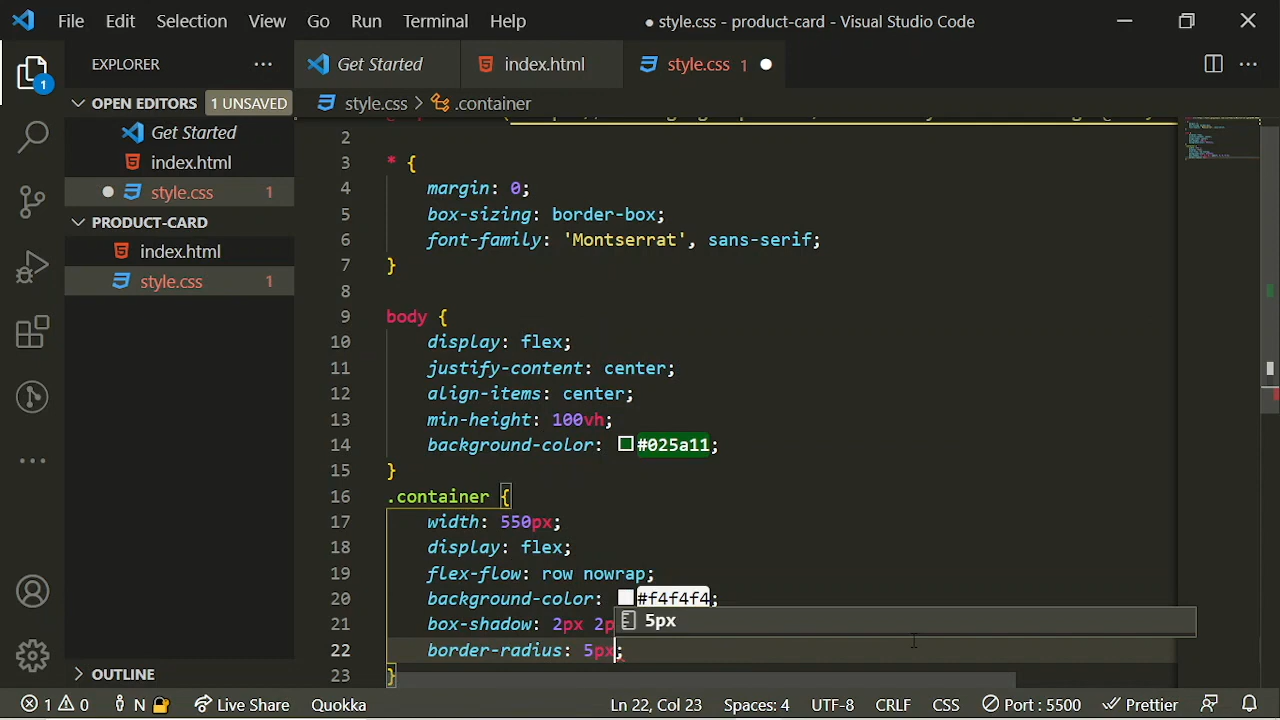 File Edit Selection View Go Run Terminal Help ● style.css - product-card - Visual Studio Code
EXPLORER ... Get Started index.html style.css 1
1
OPEN EDITORS 1 UNSAVED
style.css > .container
Get Started
index.html
style.css 1
PRODUCT-CARD
index.html
style.css 1
2
3 * {
4 margin: 0;
5 box-sizing: border-box;
6 font-family: 'Montserrat', sans-serif;
7 }
8
9 body {
10 display: flex;
11 justify-content: center;
12 align-items: center;
13 min-height: 100vh;
14 background-color: #025a11;
15 }
16 .container {
17 width: 550px;
18 display: flex;
19 flex-flow: row nowrap;
20 background-color: #f4f4f4;
21 box-shadow: 2px 2p
5px
22 border-radius: 5px;
23 }
OUTLINE
1 0 N Live Share Quokka Ln 22, Col 23 Spaces: 4 UTF-8 CRLF CSS Port : 5500 Prettier